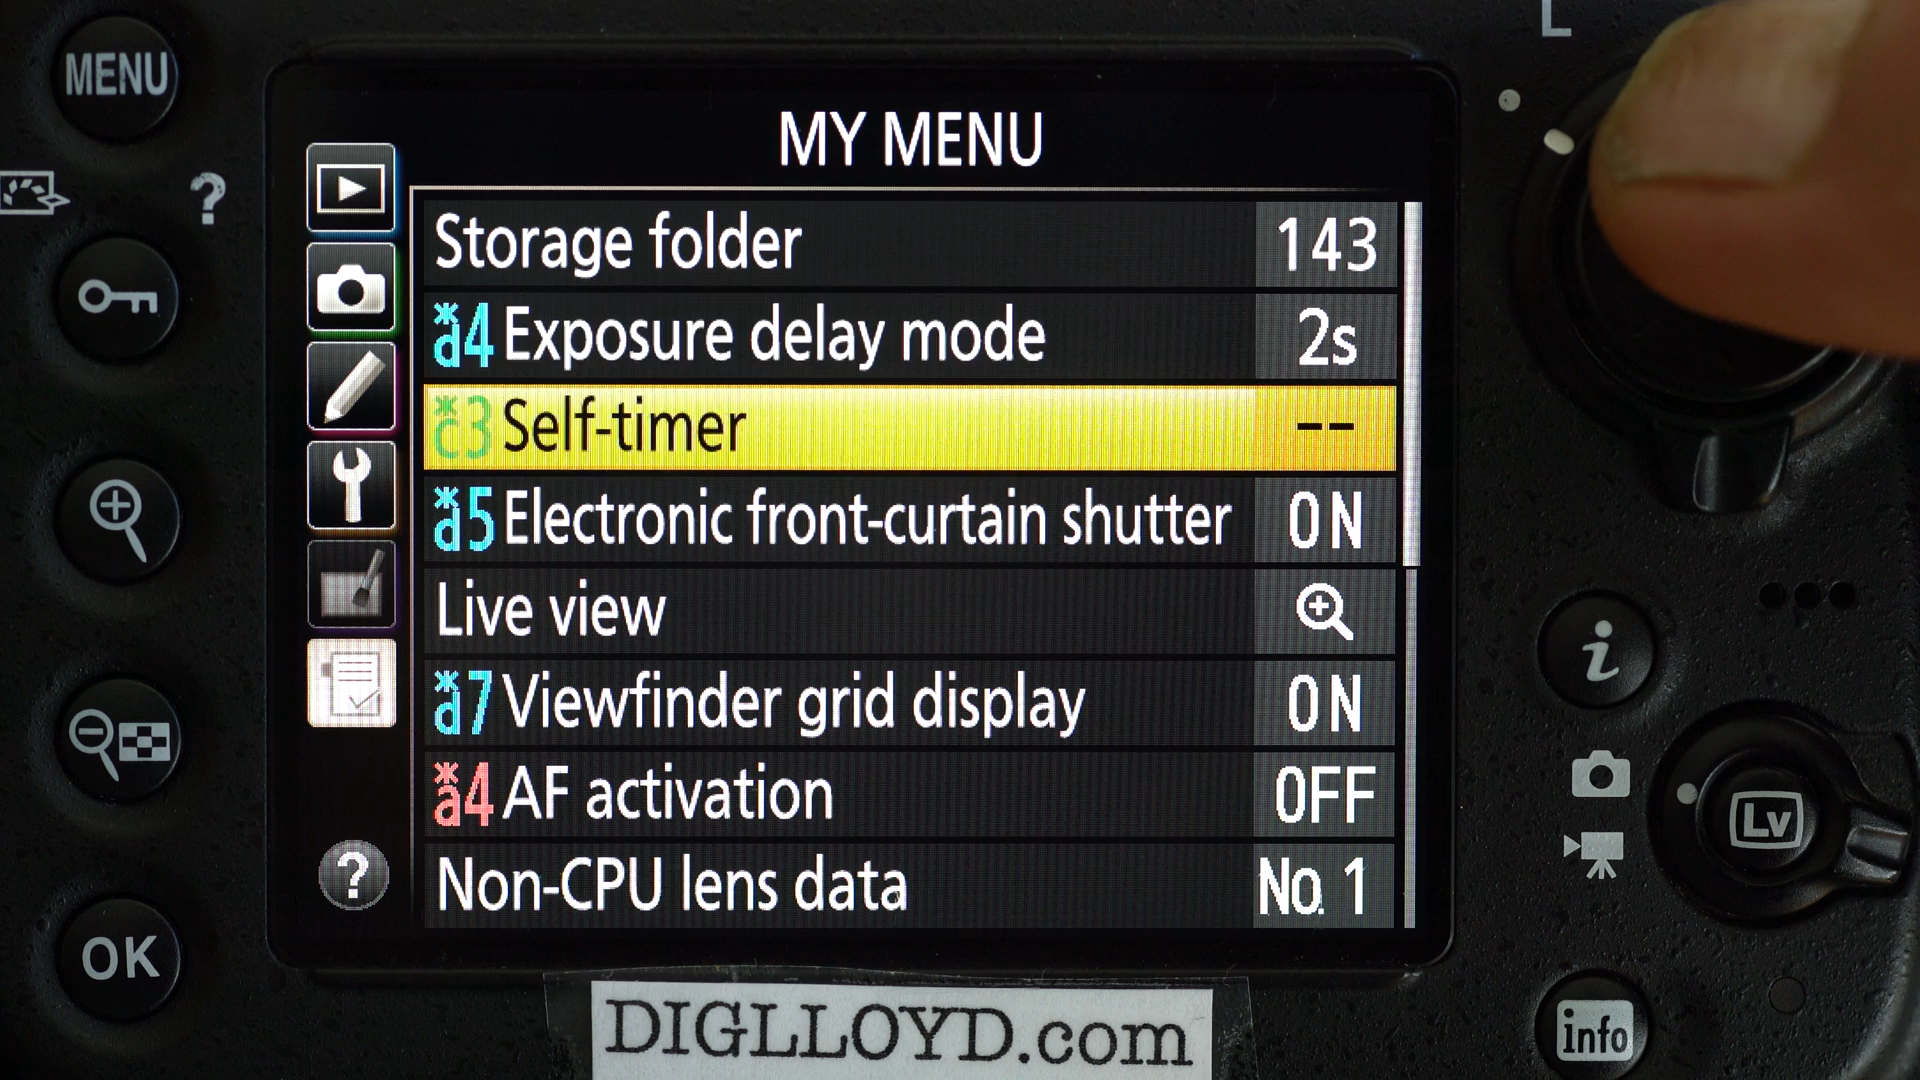 L
MENU
MY MENU
?
Storage folder 143
d4 Exposure delay mode 2s
c3 Self-timer --
d5 Electronic front-curtain shutter ON
Live view
d7 Viewfinder grid display ON
a4 AF activation OFF
Non-CPU lens data No. 1
?
i
Lv
OK
info
DIGLLOYD.com